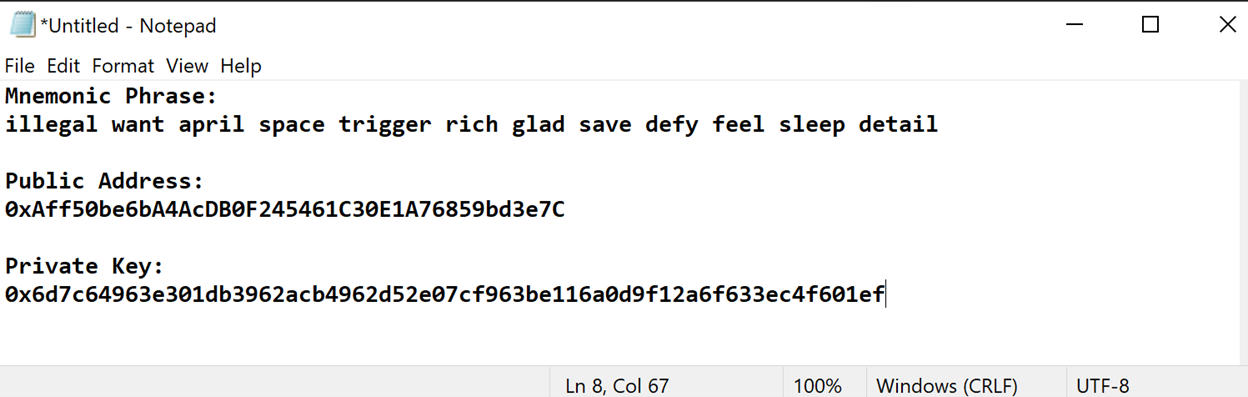 *Untitled - Notepad
File Edit Format View Help
Mnemonic Phrase:
illegal want april space trigger rich glad save defy feel sleep detail
Public Address:
0xAff50be6bA4AcDB0F245461C30E1A76859bd3e7C
Private Key:
0x6d7c64963e301db3962acb4962d52e07cf963be116a0d9f12a6f633ec4f601ef
Ln 8, Col 67 100% Windows (CRLF) UTF-8